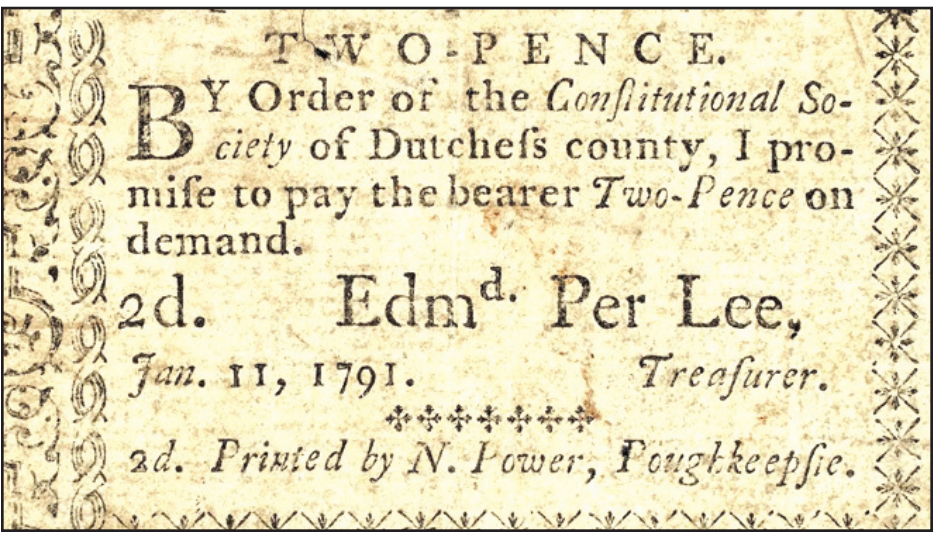 TWO-PENCE.
BY Order of the Conſtitutional So-
ciety of Dutcheſs county, I pro-
miſe to pay the bearer Two-Pence on
demand.
2d. Edmd. Per Lee,
Jan. 11, 1791. Treaſurer.
2d. Printed by N. Power, Poughkeepſie.